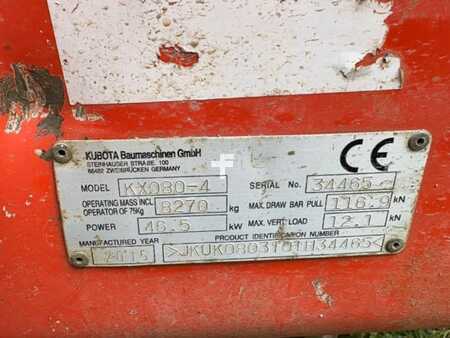 KUBOTA Baumaschinen GmbH
STEINHAUSER STRAßE, 100
66482 ZWEIBRÜCKEN GERMANY
CE
MODEL KX080-4 SERIAL No. 34465
OPERATING MASS INCL. OPERATOR OF 75Kg 8270 kg MAX. DRAW BAR PULL 116.9 kN
POWER 46.5 kW MAX. VERT. LOAD 12.1 kN
MANUFACTURED YEAR PRODUCT IDENTIFICATION NUMBER
2015 >JKUK0803T01H34465<